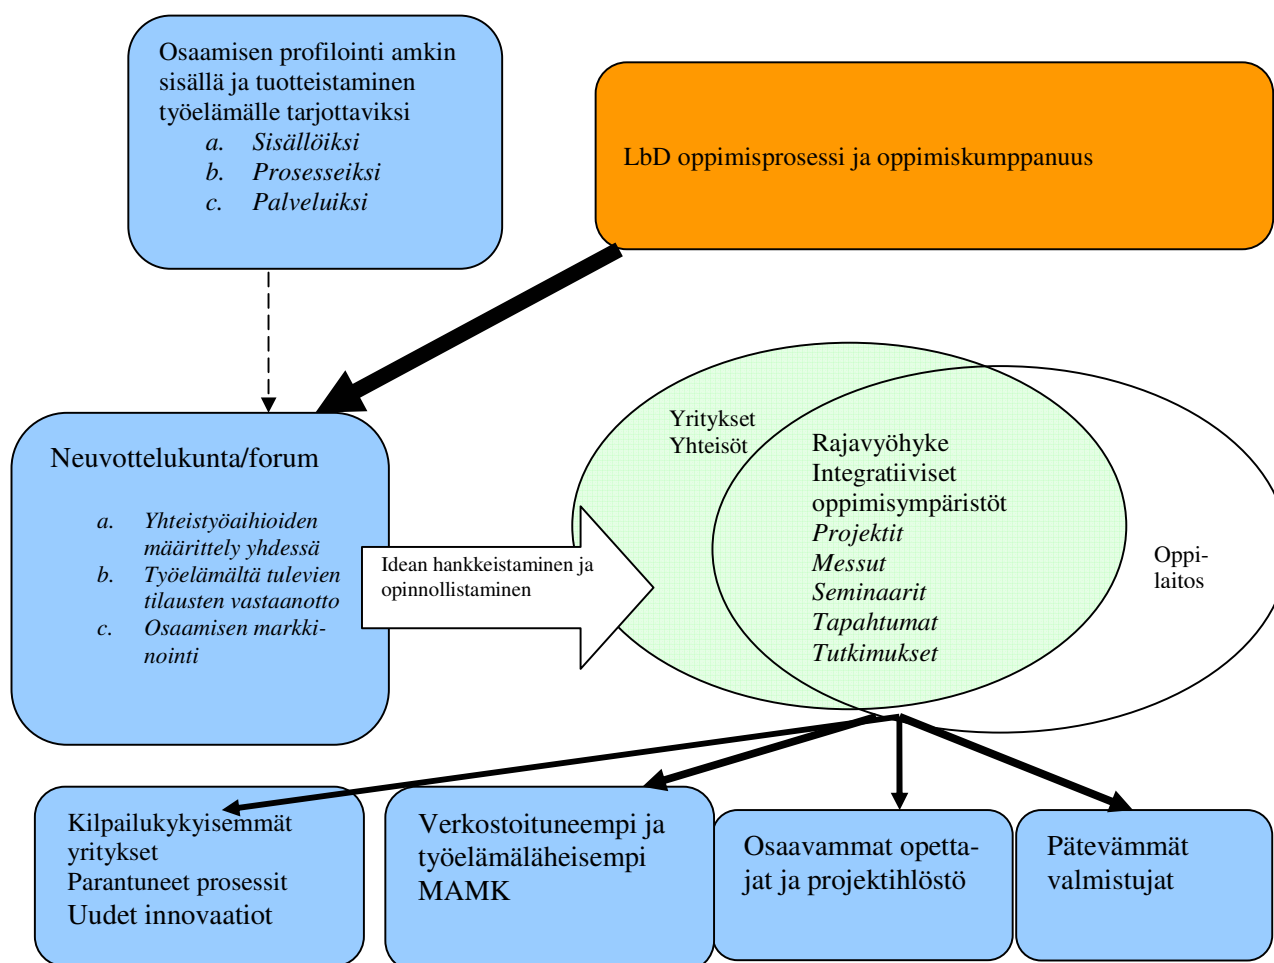 Osaamisen profilointi amkin
sisällä ja tuotteistaminen
työelämälle tarjottaviksi
a. Sisällöiksi
b. Prosesseiksi
c. Palveluiksi
LbD oppimisprosessi ja oppimiskumppanuus
Neuvottelukunta/forum
a. Yhteistyöaihioiden
määrittely yhdessä
b. Työelämältä tulevien
tilausten vastaanotto
c. Osaamisen markki-
nointi
Idean hankkeistaminen ja
opinnollistaminen
Yritykset
Yhteisöt
Rajavyöhyke
Integratiiviset
oppimisympäristöt
Projektit
Messut
Seminaarit
Tapahtumat
Tutkimukset
Oppi-
laitos
Kilpailukykyisemmät
yritykset
Parantuneet prosessit
Uudet innovaatiot
Verkostoituneempi ja
työelämäläheisempi
MAMK
Osaavammat opetta-
jat ja projektihlöstö
Pätevämmät
valmistujat